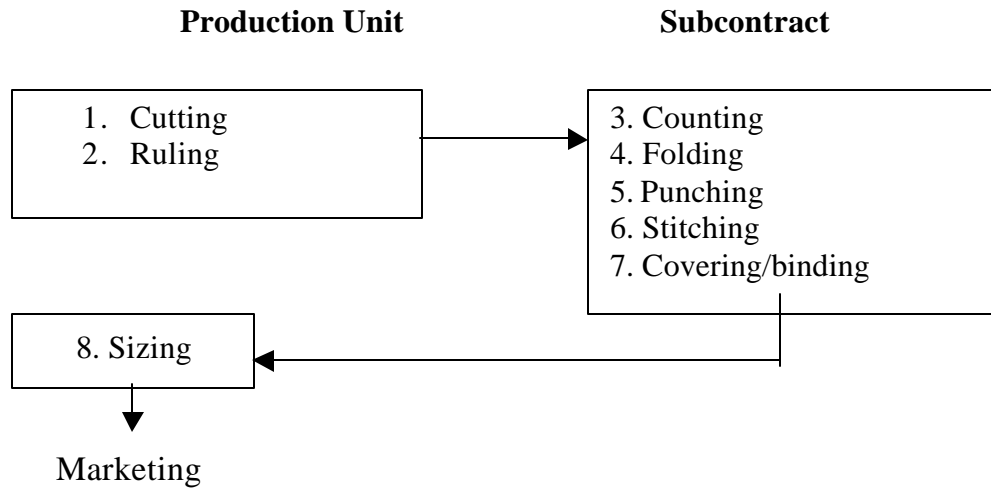 Production Unit
Subcontract
1. Cutting
2. Ruling
3. Counting
4. Folding
5. Punching
6. Stitching
7. Covering/binding
8. Sizing
Marketing